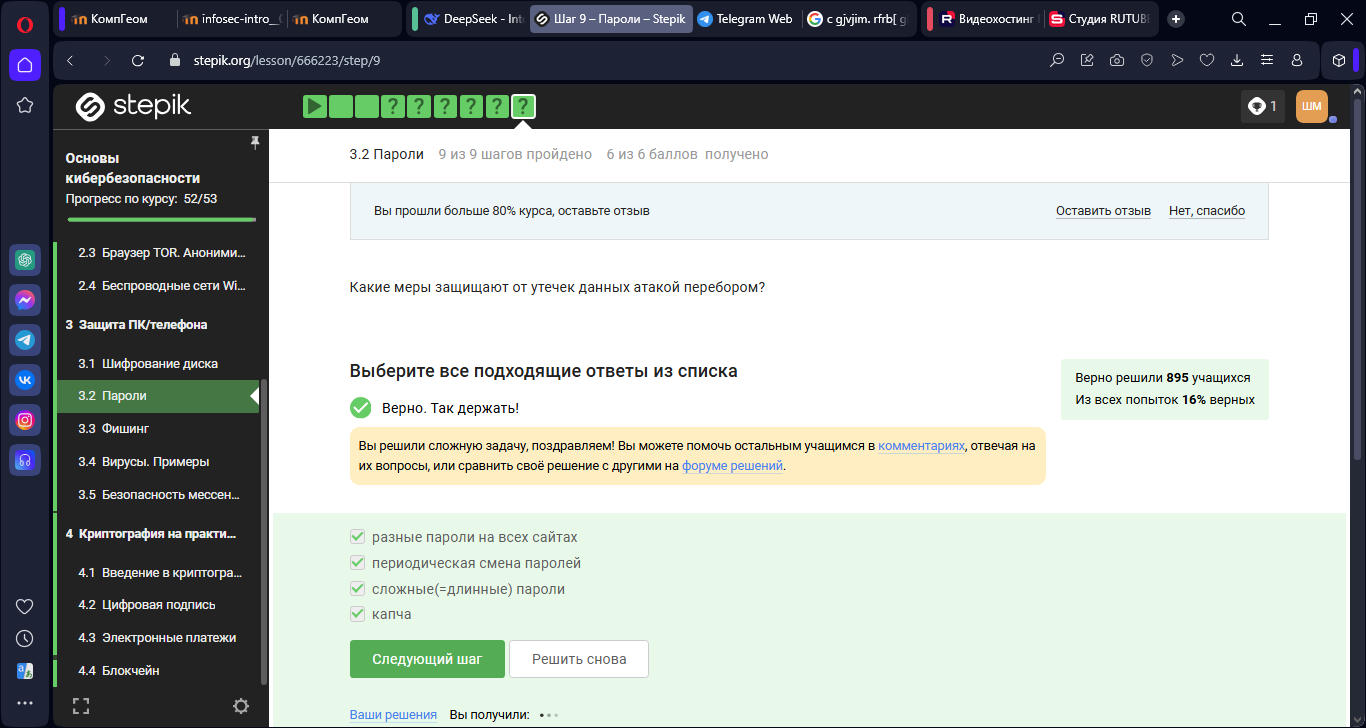 КомпГеом
infosec-intro__(
КомпГеом
DeepSeek - Inte
Шаг 9 – Пароли – Stepik
Telegram Web
с gjvjim. rfrb[ g
Видеохостинг
Студия RUTUBE
stepik.org/lesson/666223/step/9
stepik
1
ШМ
Основы
кибербезопасности
Прогресс по курсу: 52/53
2.3 Браузер TOR. Аноними...
2.4 Беспроводные сети Wi...
3 Защита ПК/телефона
3.1 Шифрование диска
3.2 Пароли
3.3 Фишинг
3.4 Вирусы. Примеры
3.5 Безопасность мессен...
4 Криптография на практи...
4.1 Введение в криптогра...
4.2 Цифровая подпись
4.3 Электронные платежи
4.4 Блокчейн
3.2 Пароли 9 из 9 шагов пройдено 6 из 6 баллов получено
Вы прошли больше 80% курса, оставьте отзыв
Оставить отзыв Нет, спасибо
Какие меры защищают от утечек данных атакой перебором?
Выберите все подходящие ответы из списка
Верно. Так держать!
Верно решили 895 учащихся
Из всех попыток 16% верных
Вы решили сложную задачу, поздравляем! Вы можете помочь остальным учащимся в комментариях, отвечая на
их вопросы, или сравнить своё решение с другими на форуме решений.
разные пароли на всех сайтах
периодическая смена паролей
сложные(=длинные) пароли
капча
Следующий шаг
Решить снова
Ваши решения Вы получили: